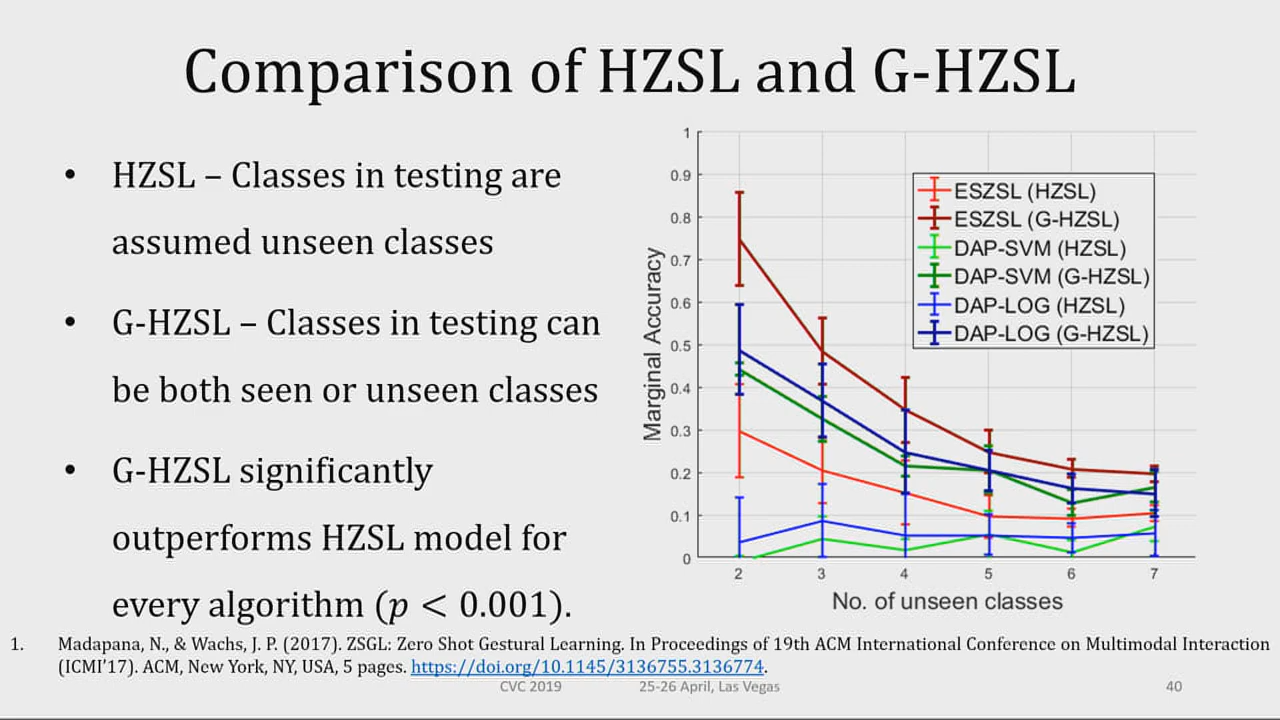 Comparison of HZSL and G-HZSL
• HZSL – Classes in testing are
assumed unseen classes
• G-HZSL – Classes in testing can
be both seen or unseen classes
• G-HZSL significantly
outperforms HZSL model for
every algorithm (p < 0.001).
Marginal Accuracy
1
0.9
0.8
0.7
0.6
0.5
0.4
0.3
0.2
0.1
0
2 3 4 5 6 7
No. of unseen classes
ESZSL (HZSL)
ESZSL (G-HZSL)
DAP-SVM (HZSL)
DAP-SVM (G-HZSL)
DAP-LOG (HZSL)
DAP-LOG (G-HZSL)
1. Madapana, N., & Wachs, J. P. (2017). ZSGL: Zero Shot Gestural Learning. In Proceedings of 19th ACM International Conference on Multimodal Interaction
(ICMI'17). ACM, New York, NY, USA, 5 pages. https://doi.org/10.1145/3136755.3136774.
CVC 2019 25-26 April, Las Vegas 40